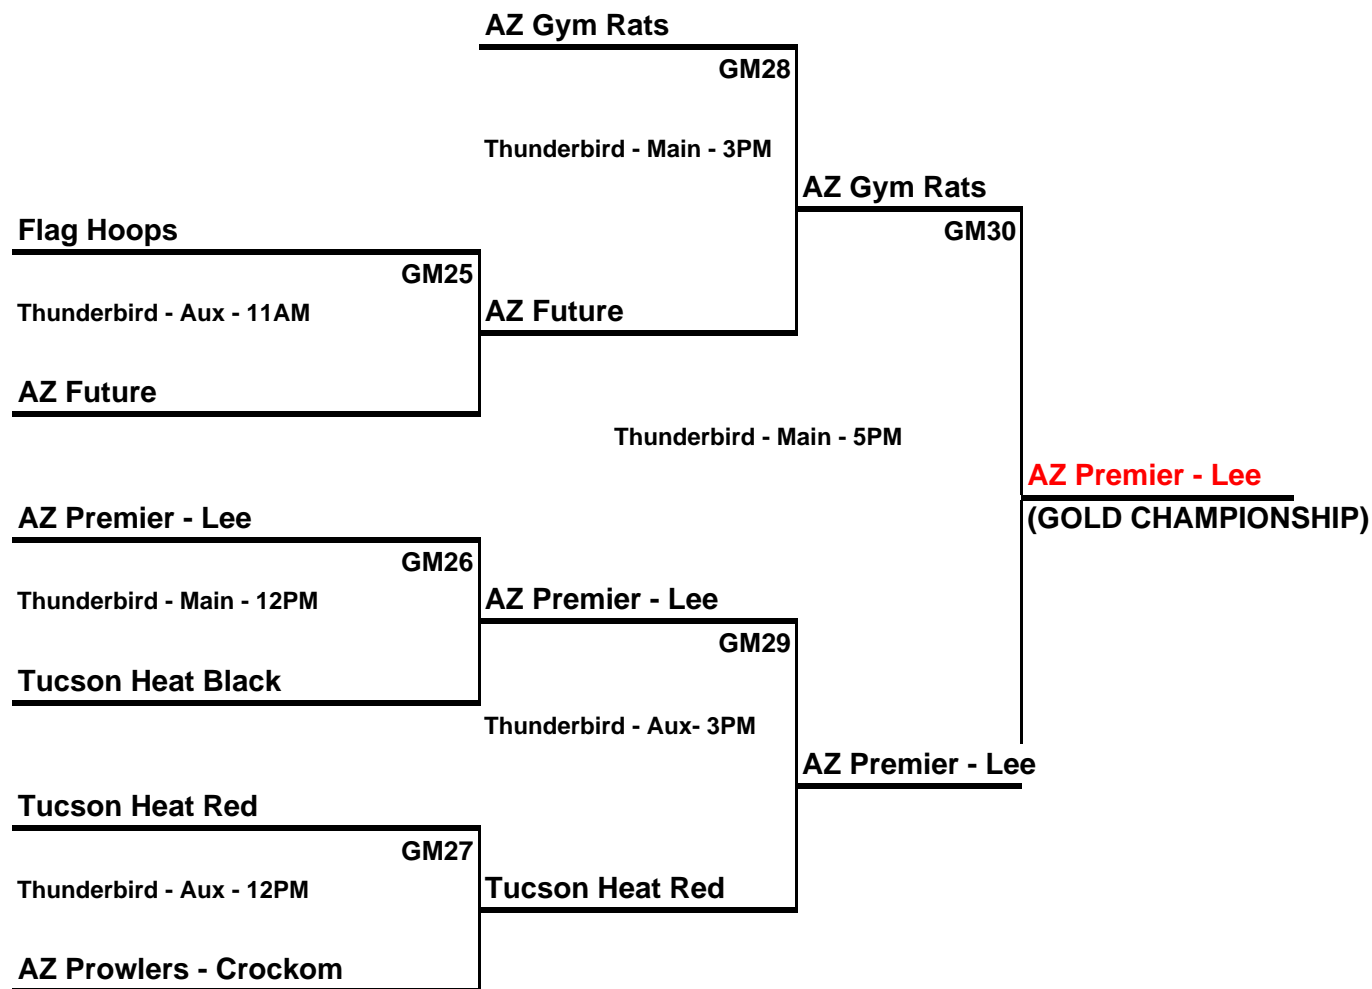 AZ Gym Rats
GM28
Thunderbird - Main - 3PM
AZ Gym Rats
Flag Hoops
GM30
GM25
Thunderbird - Aux - 11AM
AZ Future
AZ Future
Thunderbird - Main - 5PM
AZ Premier - Lee
AZ Premier - Lee
(GOLD CHAMPIONSHIP)
GM26
Thunderbird - Main - 12PM
AZ Premier - Lee
GM29
Tucson Heat Black
Thunderbird - Aux- 3PM
AZ Premier - Lee
Tucson Heat Red
GM27
Thunderbird - Aux - 12PM
Tucson Heat Red
AZ Prowlers - Crockom